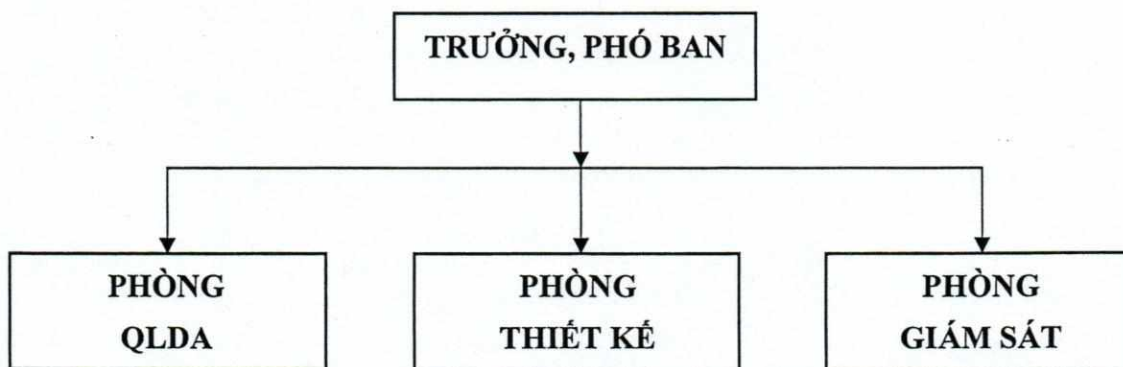 TRƯỞNG, PHÓ BAN
PHÒNG
QLDA
PHÒNG
THIẾT KẾ
PHÒNG
GIÁM SÁT